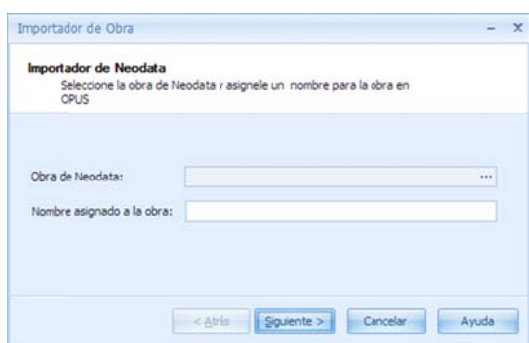 Importador de Obra
Importador de Neodata
Seleccione la obra de Neodata y asignele un nombre para la obra en
OPUS
Obra de Neodata:
...
Nombre asignado a la obra:
< Atrás
Siguiente >
Cancelar
Ayuda